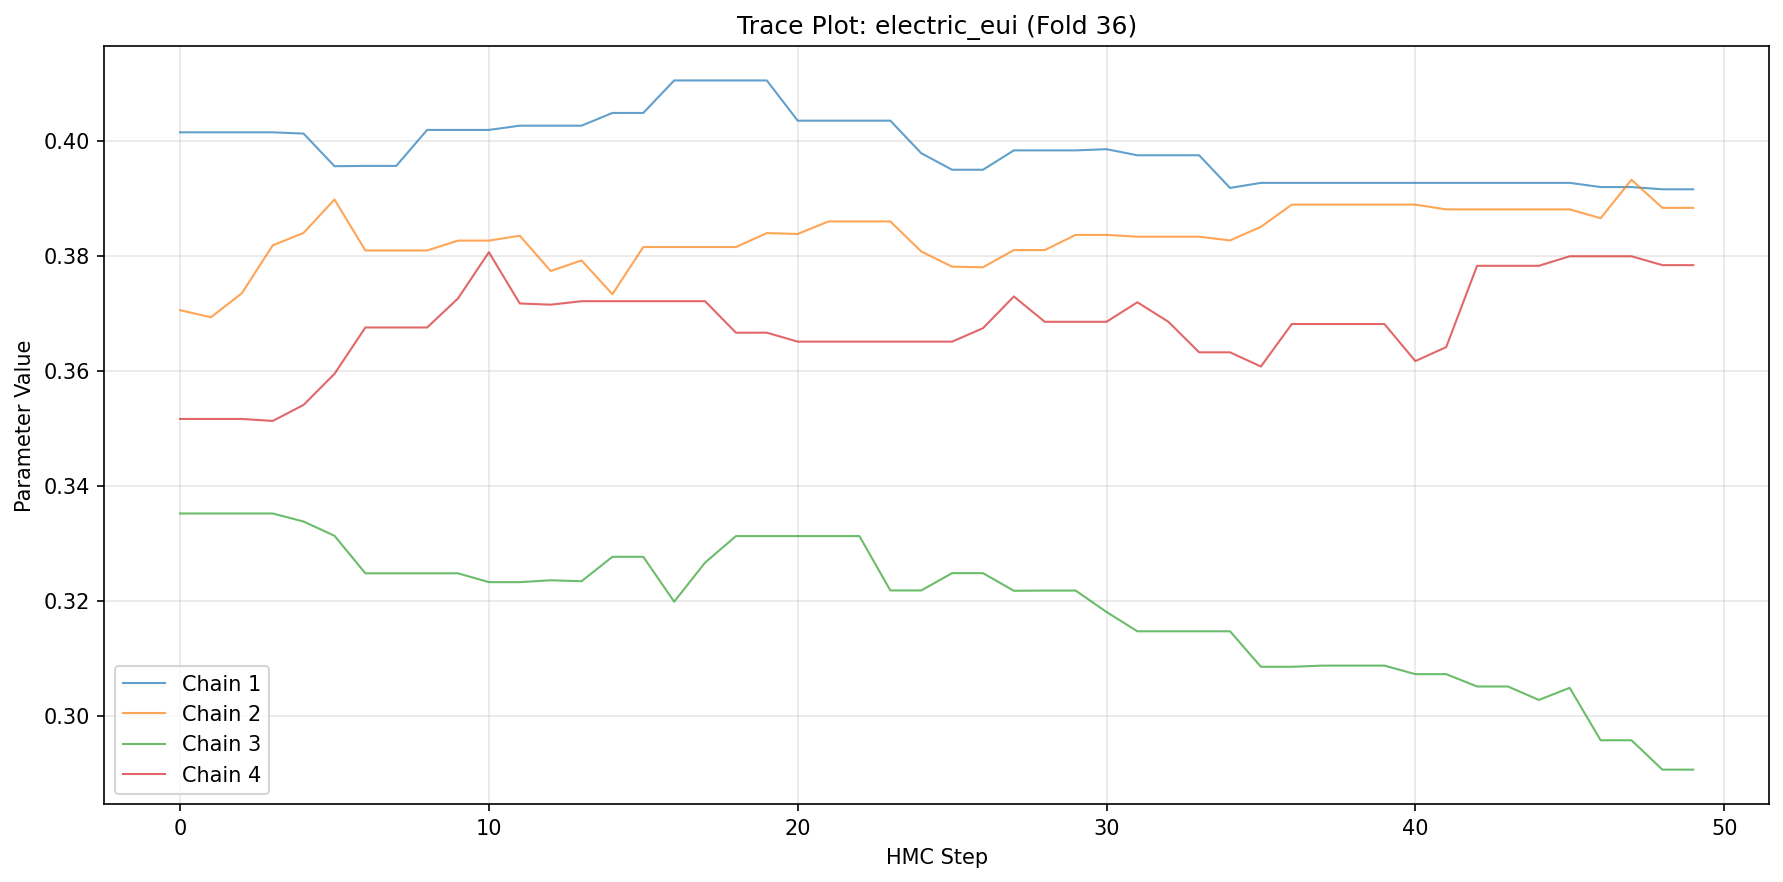 Trace Plot: electric_eui (Fold 36)
Parameter Value
0.40
0.38
0.36
0.34
0.32
0.30
Chain 1
Chain 2
Chain 3
Chain 4
0 10 20 30 40 50
HMC Step